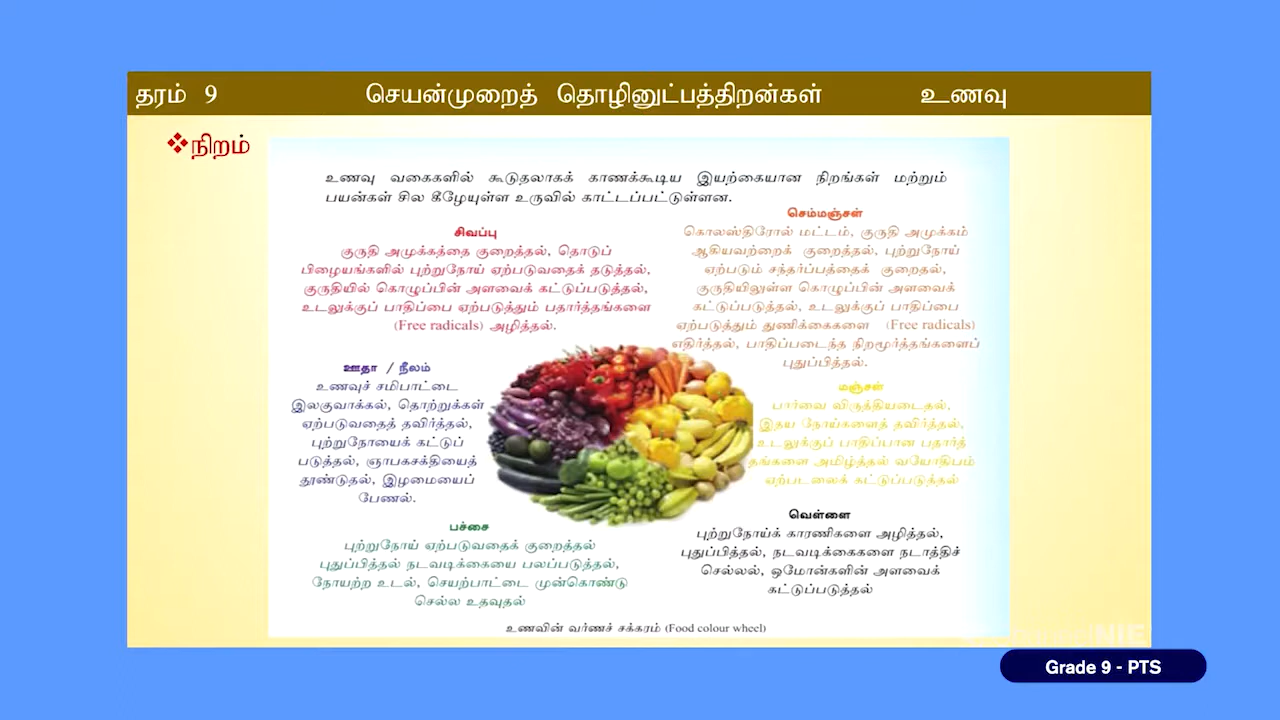 தரம் 9 செயன்முறைத் தொழினுட்பத்திறன்கள் உணவு
❖நிறம்
உணவு வகைகளில் கூடுதலாகக் காணக்கூடிய இயற்கையான நிறங்கள் மற்றும்
பயன்கள் சில கீழேயுள்ள உருவில் காட்டப்பட்டுள்ளன.
சிவப்பு
குருதி அமுக்கத்தை குறைத்தல், தொடுப்
பிழையங்களில் புற்றுநோய் ஏற்படுவதைக் தடுத்தல்,
குருதியில் கொழுப்பின் அளவைக் கட்டுப்படுத்தல்,
உடலுக்குப் பாதிப்பை ஏற்படுத்தும் பதார்த்தங்களை
(Free radicals) அழித்தல்.
செம்மஞ்சள்
கொலஸ்திரோல் மட்டம், குருதி அமுக்கம்
ஆகியவற்றைக் குறைத்தல், புற்றுநோய்
ஏற்படும் சந்தர்ப்பத்தைக் குறைதல்,
குருதியிலுள்ள கொழுப்பின் அளவைக்
கட்டுப்படுத்தல், உடலுக்குப் பாதிப்பை
ஏற்படுத்தும் துணிக்கைகளை (Free radicals)
எதிர்த்தல், பாதிப்படைந்த நிறமூர்த்தங்களைப்
புதுப்பித்தல்.
ஊதா / நீலம்
உணவுச் சமிபாட்டை
இலகுவாக்கல், தொற்றுக்கள்
ஏற்படுவதைத் தவிர்த்தல்,
புற்றுநோயைக் கட்டுப்
படுத்தல், ஞாபகசக்தியைத்
தூண்டுதல், இழமையைப்
பேணல்.
மஞ்சள்
பார்வை விருத்தியடைதல்,
இதய நோய்களைத் தவிர்த்தல்,
உடலுக்குப் பாதிப்பான பதார்த்
தங்களை அமிழ்த்தல் வயோதிபம்
ஏற்படலைக் கட்டுப்படுத்தல்
பச்சை
புற்றுநோய் ஏற்படுவதைக் குறைத்தல்
புதுப்பித்தல் நடவடிக்கையை பலப்படுத்தல்,
நோயற்ற உடல், செயற்பாட்டை முன்கொண்டு
செல்ல உதவுதல்
வெள்ளை
புற்றுநோய்க் காரணிகளை அழித்தல்,
புதுப்பித்தல், நடவடிக்கைகளை நடாத்திச்
செல்லல், ஒமோன்களின் அளவைக்
கட்டுப்படுத்தல்
உணவின் வர்ணச் சக்கரம் (Food colour wheel)
Grade 9 - PTS